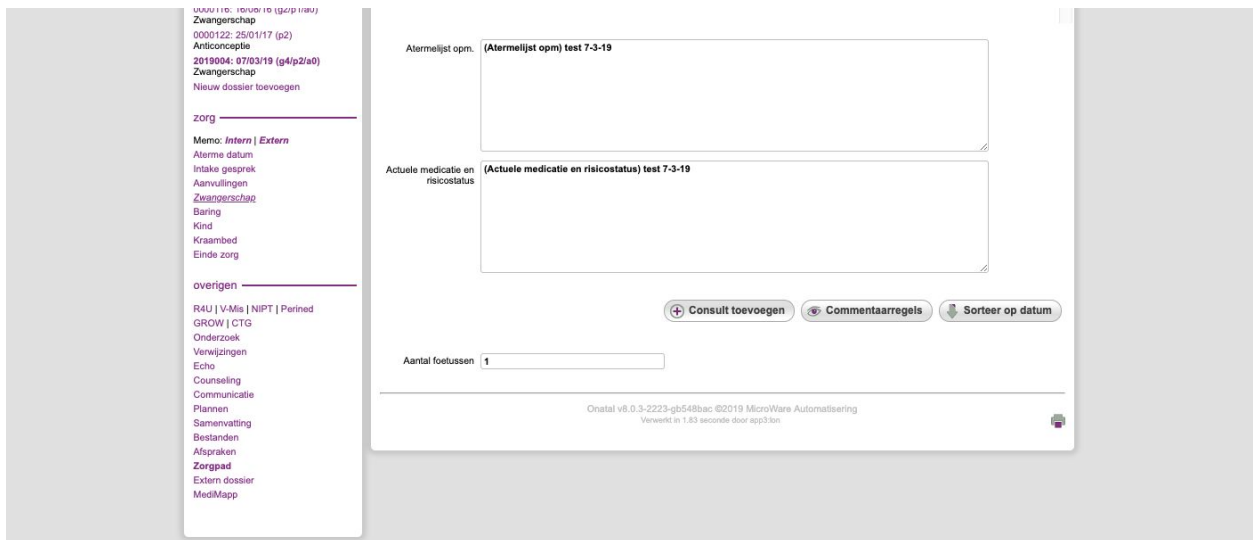 0000116: 16/06/16 (g2/p1/a0)
Zwangerschap
0000122: 25/01/17 (p2)
Anticonceptie
2019004: 07/03/19 (g4/p2/a0)
Zwangerschap
Nieuw dossier toevoegen
zorg
Memo: Intern | Extern
Aterme datum
Intake gesprek
Aanvullingen
Zwangerschap
Baring
Kind
Kraambed
Einde zorg
overigen
R4U | V-Mis | NIPT | Perined
GROW | CTG
Onderzoek
Verwijzingen
Echo
Counseling
Communicatie
Plannen
Samenvatting
Bestanden
Afspraken
Zorgpad
Extern dossier
MediMapp
Atermelijst opm. (Atermelijst opm) test 7-3-19
Actuele medicatie en (Actuele medicatie en risicostatus) test 7-3-19
risicostatus
Consult toevoegen Commentaarregels Sorteer op datum
Aantal foetussen 1
Onatal v8.0.3-2223-gb548bac ©2019 MicroWare Automatisering
Verwerkt in 1.83 seconde door app3:lon